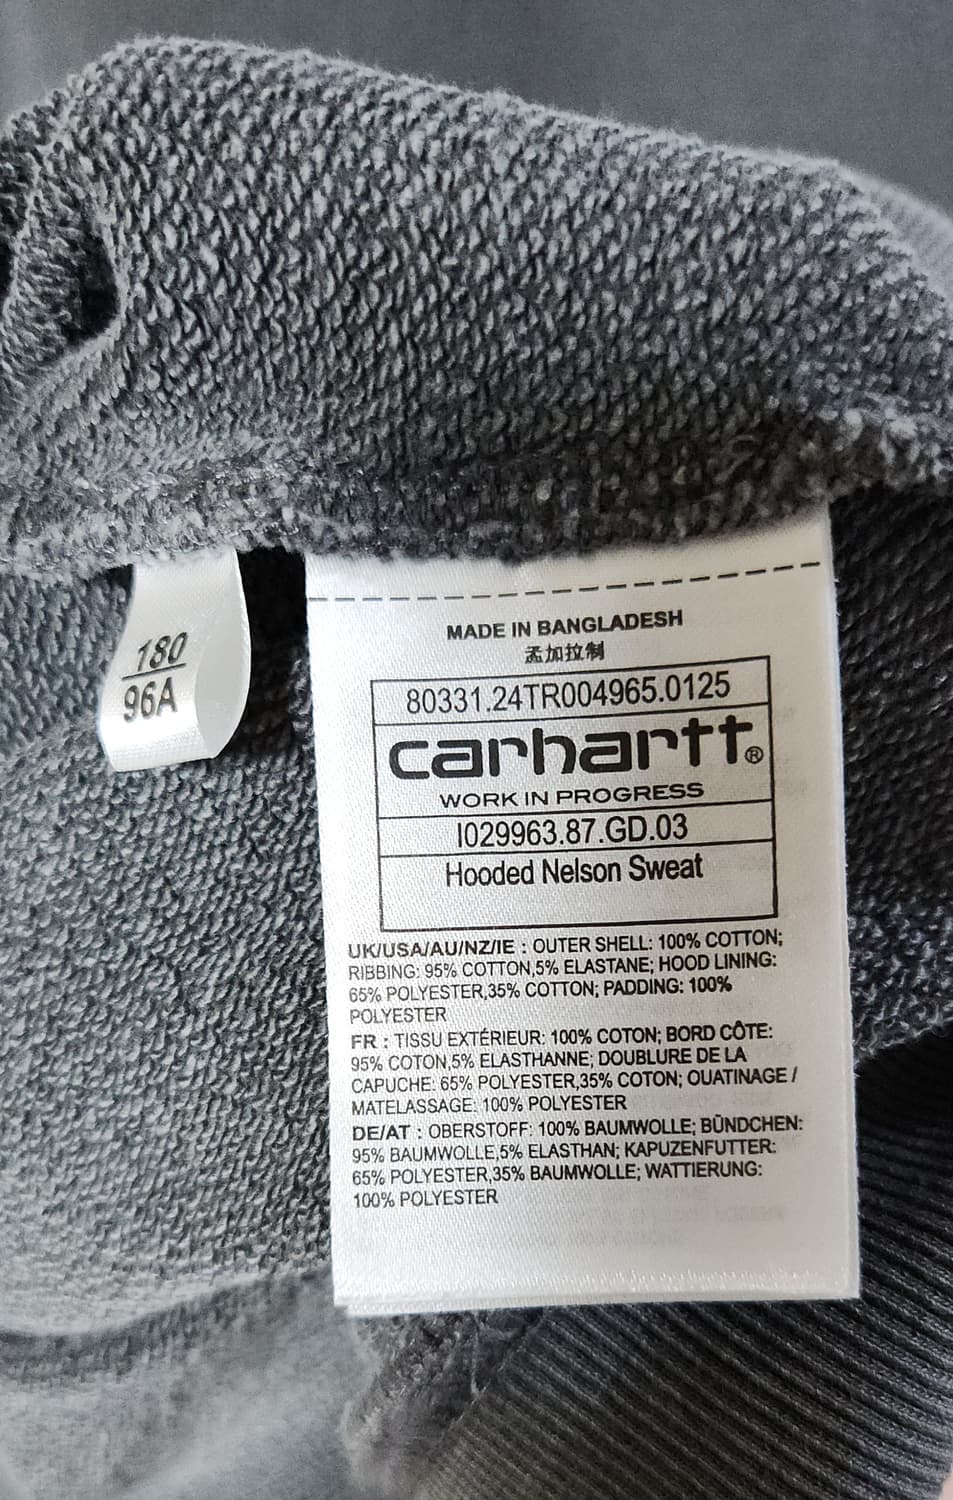 180
96A
MADE IN BANGLADESH
孟加拉制
80331.24TR004965.0125
carhartt®
WORK IN PROGRESS
I029963.87.GD.03
Hooded Nelson Sweat
UK/USA/AU/NZ/IE : OUTER SHELL: 100% COTTON;
RIBBING: 95% COTTON,5% ELASTANE; HOOD LINING:
65% POLYESTER,35% COTTON; PADDING: 100%
POLYESTER
FR : TISSU EXTÉRIEUR: 100% COTON; BORD CÔTE:
95% COTON,5% ELASTHANNE; DOUBLURE DE LA
CAPUCHE: 65% POLYESTER,35% COTON; OUATINAGE /
MATELASSAGE: 100% POLYESTER
DE/AT : OBERSTOFF: 100% BAUMWOLLE; BÜNDCHEN:
95% BAUMWOLLE,5% ELASTHAN; KAPUZENFUTTER:
65% POLYESTER,35% BAUMWOLLE; WATTIERUNG:
100% POLYESTER